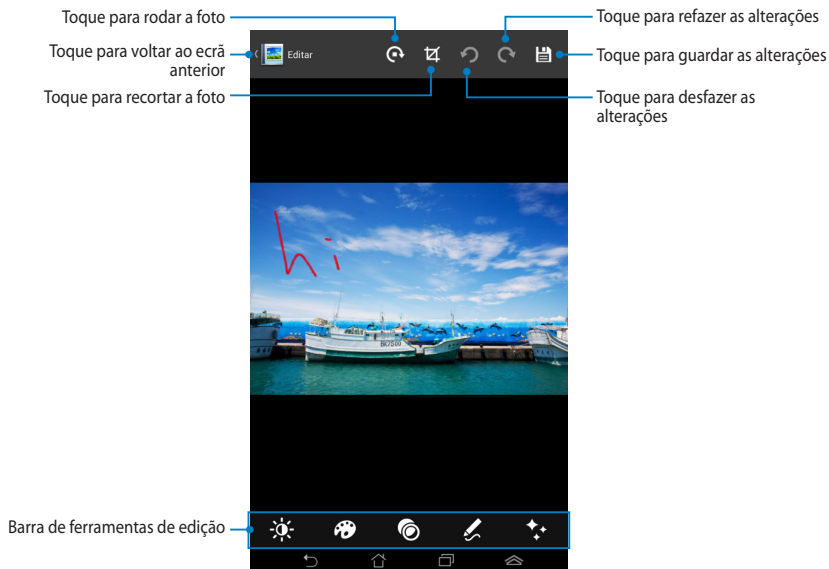 Toque para rodar a foto
Toque para refazer as alterações
Toque para voltar ao ecrã
anterior
Editar
Toque para guardar as alterações
Toque para recortar a foto
Toque para desfazer as
alterações
hi
BK7500
Barra de ferramentas de edição